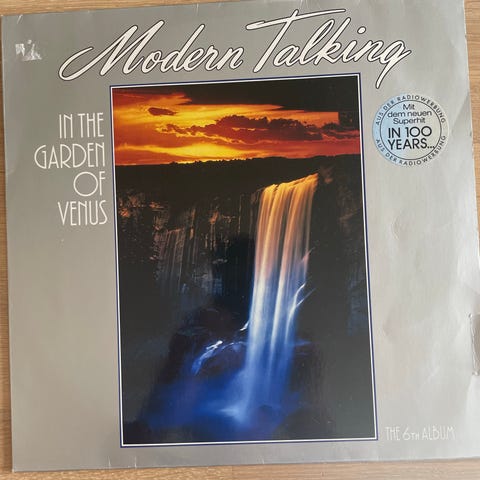 Modern Talking
IN THE
GARDEN
OF
VENUS
AUS DER RADIOWERBUNG
Mit
dem neuen
Superhit
IN 100
YEARS...
AUS DER RADIOWERBUNG
THE 6TH ALBUM